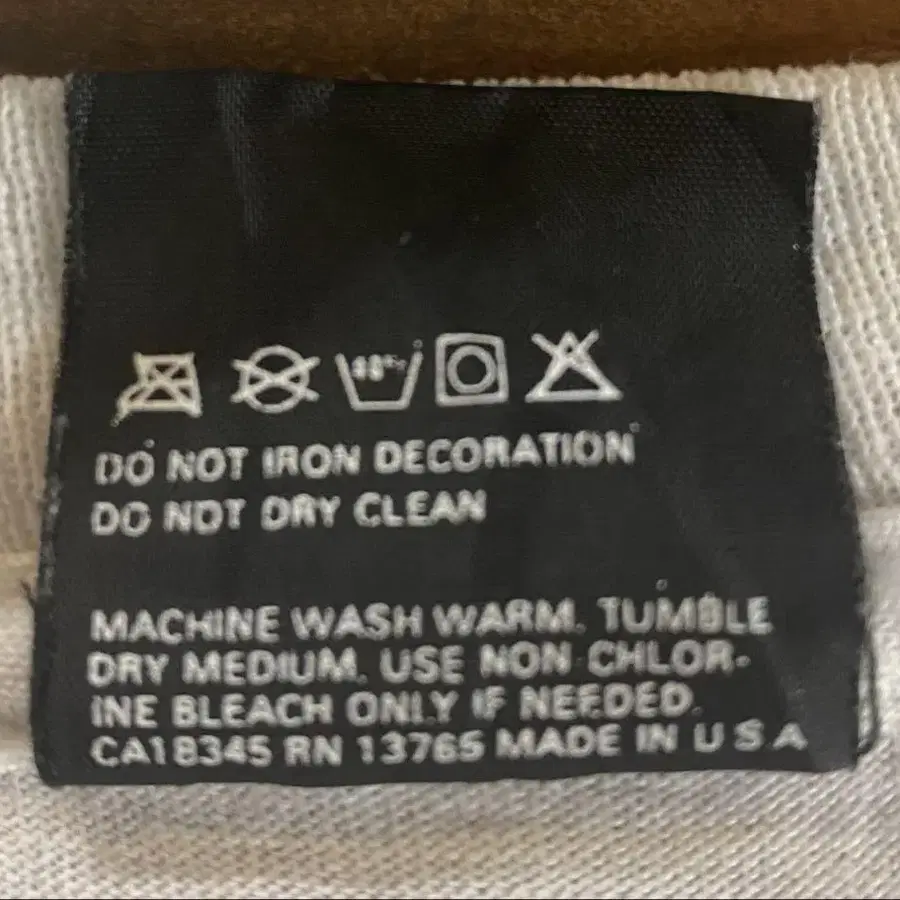 DO NOT IRON DECORATION
DO NOT DRY CLEAN
MACHINE WASH WARM. TUMBLE
DRY MEDIUM. USE NON CHLOR-
INE BLEACH ONLY IF NEEDED.
CA18345 RN 13765 MADE IN U S A